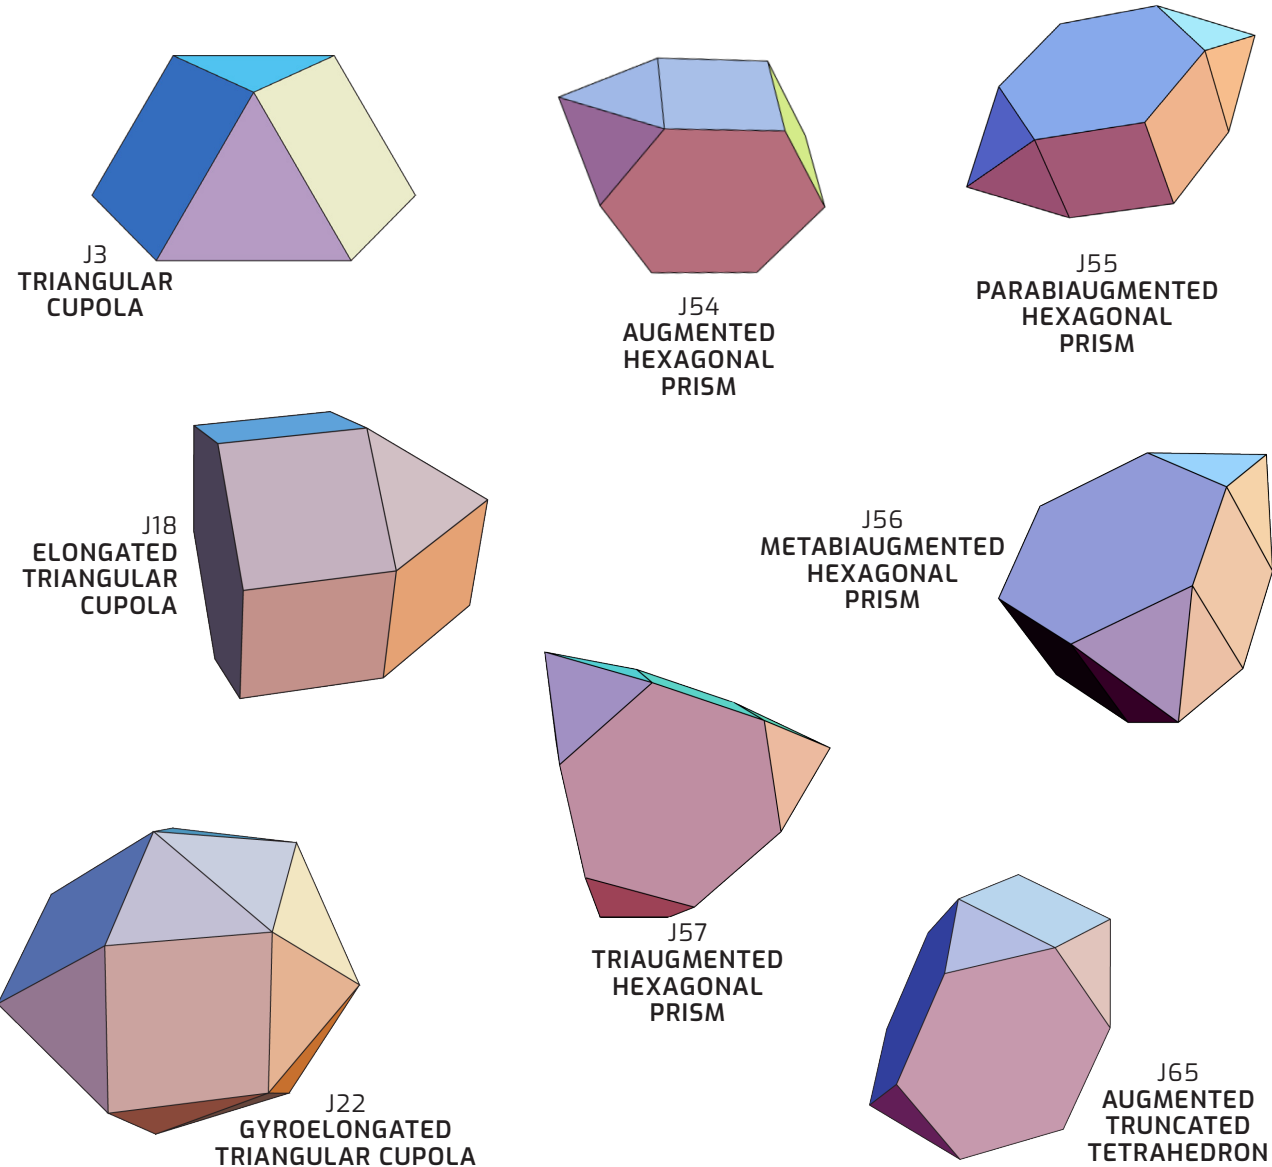 J3
TRIANGULAR
CUPOLA
J54
AUGMENTED
HEXAGONAL
PRISM
J55
PARABIAUGMENTED
HEXAGONAL
PRISM
J18
ELONGATED
TRIANGULAR
CUPOLA
J56
METABIAUGMENTED
HEXAGONAL
PRISM
J57
TRIAUGMENTED
HEXAGONAL
PRISM
J22
GYROELONGATED
TRIANGULAR CUPOLA
J65
AUGMENTED
TRUNCATED
TETRAHEDRON